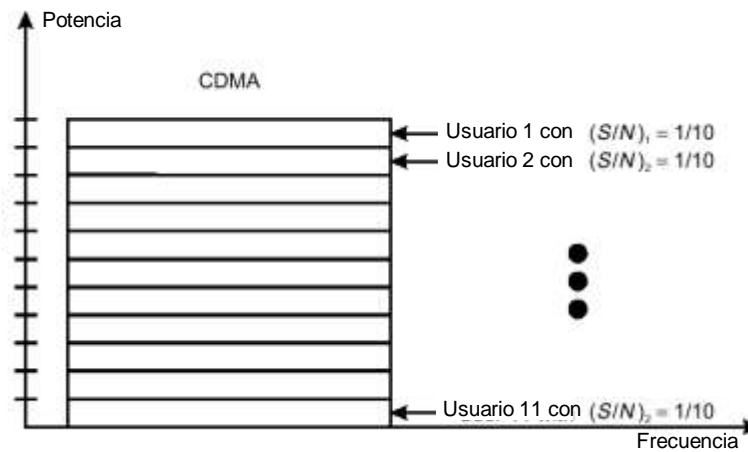 Potencia
CDMA
Usuario 1 con (S/N)₁ = 1/10
Usuario 2 con (S/N)₂ = 1/10
Usuario 11 con (S/N)₂ = 1/10
Frecuencia